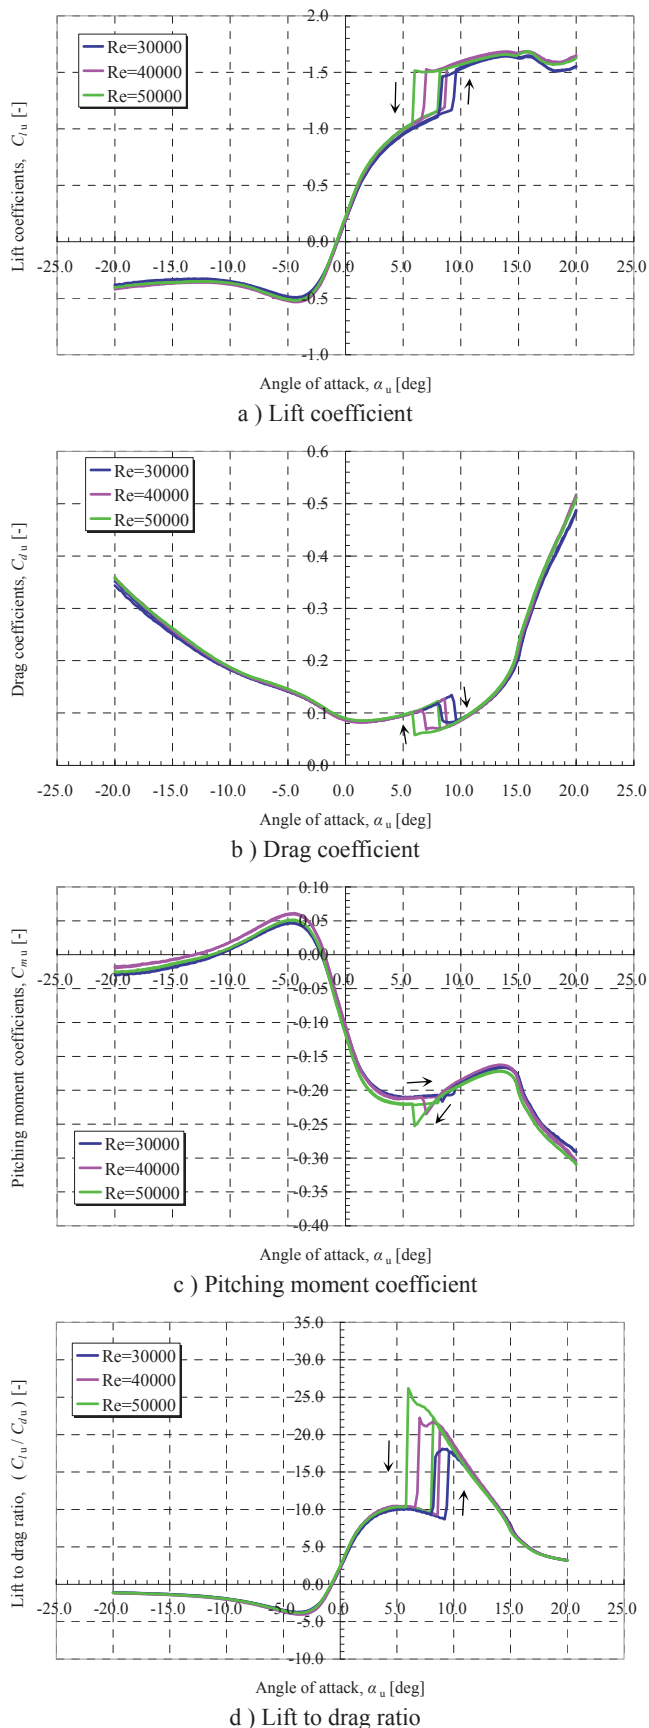 2.0
Re=30000
Re=40000
Re=50000
1.5
1.0
0.5
0.0
-25.0 -20.0 -15.0 -10.0 -5.0 0.0 5.0 10.0 15.0 20.0 25.0
-0.5
-1.0
Lift coefficients, C l u [-]
Angle of attack, α u [deg]
a ) Lift coefficient
0.6
Re=30000
Re=40000
Re=50000
0.5
0.4
0.3
0.2
0.1
0.0
-25.0 -20.0 -15.0 -10.0 -5.0 0.0 5.0 10.0 15.0 20.0 25.0
Drag coefficients, C d u [-]
Angle of attack, α u [deg]
b ) Drag coefficient
0.10
0.05
0.00
-25.0 -20.0 -15.0 -10.0 -5.0 0.0 5.0 10.0 15.0 20.0 25.0
-0.05
-0.10
-0.15
-0.20
-0.25
Re=30000
Re=40000
Re=50000
-0.30
-0.35
-0.40
Pitching moment coefficients, C m u [-]
Angle of attack, α u [deg]
c ) Pitching moment coefficient
35.0
Re=30000
Re=40000
Re=50000
30.0
25.0
20.0
15.0
10.0
5.0
0.0
-25.0 -20.0 -15.0 -10.0 -5.0 0.0 5.0 10.0 15.0 20.0 25.0
-5.0
-10.0
Lift to drag ratio, ( C l u / C d u ) [-]
Angle of attack, α u [deg]
d ) Lift to drag ratio